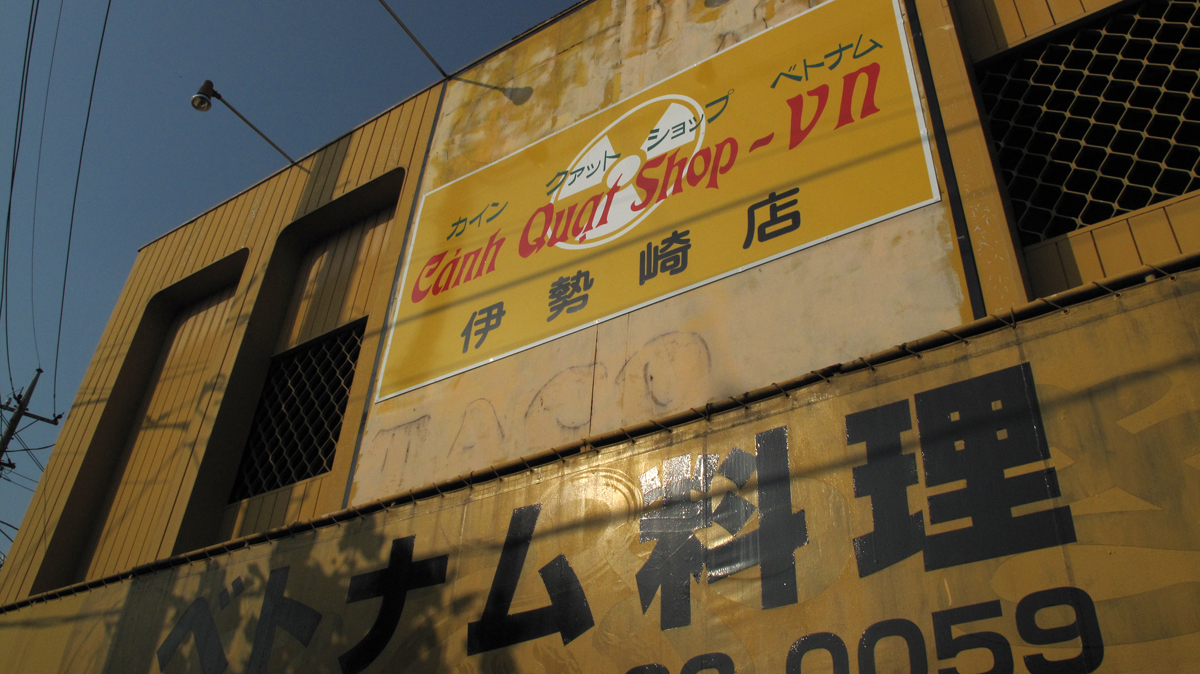 カイン クァット ショップ ベトナム
Cánh Quạt Shop-vn
伊勢崎店
TACO
ベトナム料理
0059